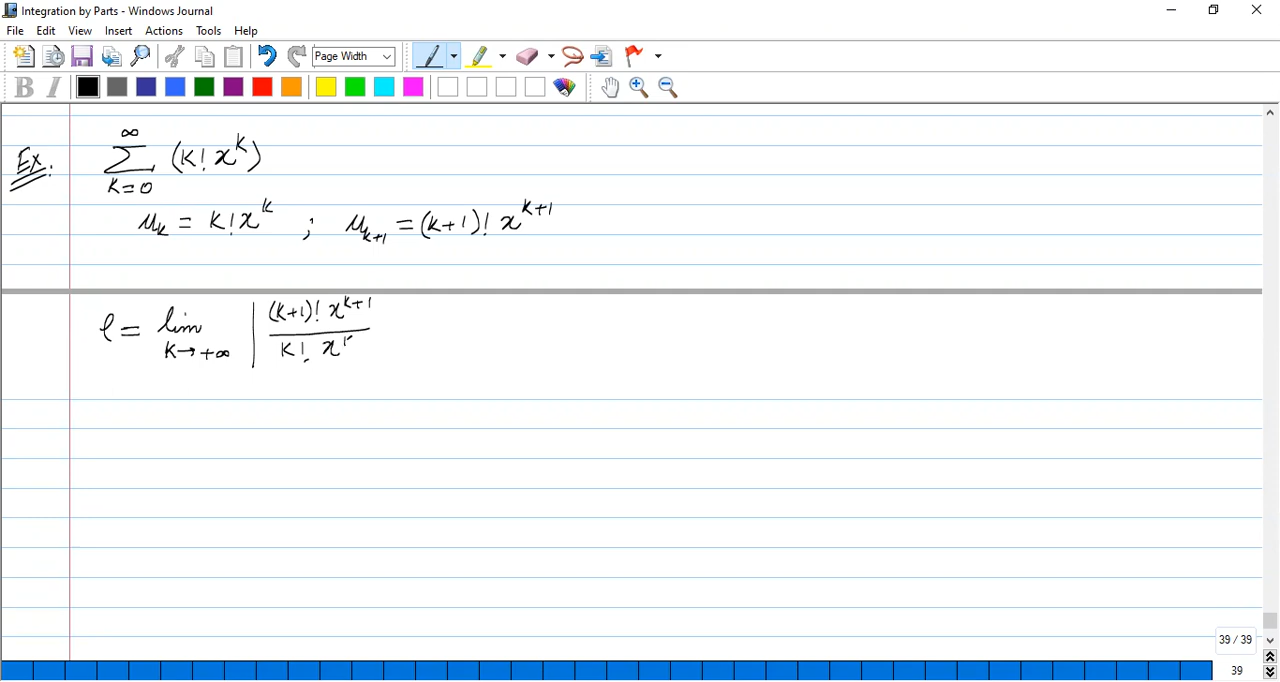 Integration by Parts - Windows Journal
File Edit View Insert Actions Tools Help
Page Width
B I
Ex. ∞
∑ (k! x^k)
k=0
u_k = k! x^k ; u_{k+1} = (k+1)! x^{k+1}
ℓ = lim | (k+1)! x^{k+1}
k→+∞ k! x^k
39 / 39
39